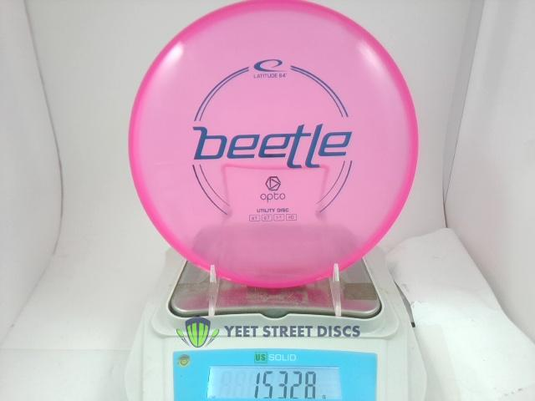 LATITUDE 64°
beetle
opto
UTILITY DISC
YEET STREET DISCS
US SOLID
153.28